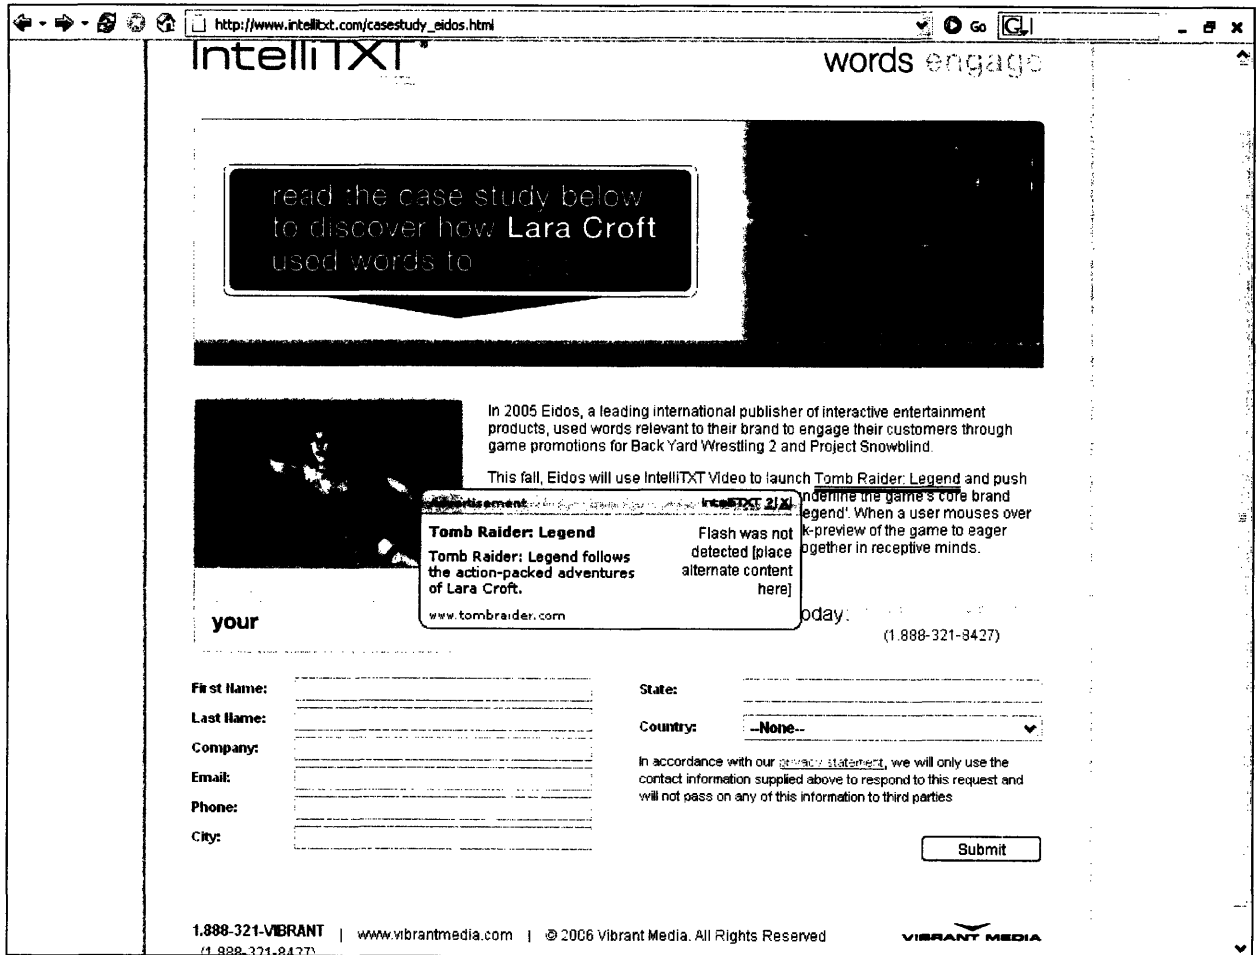 http://www.intellitxt.com/casestudy_eidos.html
Go
IntelliTXT
words engage
read the case study below
to discover how Lara Croft
used words to
In 2005 Eidos, a leading international publisher of interactive entertainment
products, used words relevant to their brand to engage their customers through
game promotions for Back Yard Wrestling 2 and Project Snowblind.
This fall, Eidos will use IntelliTXT Video to launch Tomb Raider: Legend and push
underline the game's core brand
egend'. When a user mouses over
k-preview of the game to eager
ogether in receptive minds.
Advertisement
IntelliTXT ?[X]
Tomb Raider: Legend
Tomb Raider: Legend follows
the action-packed adventures
of Lara Croft.
www.tombraider.com
Flash was not
detected [place
alternate content
here]
your
oday:
(1.888-321-8427)
First Name:
Last Name:
Company:
Email:
Phone:
City:
State:
Country:
--None--
In accordance with our privacy statement, we will only use the
contact information supplied above to respond to this request and
will not pass on any of this information to third parties
Submit
1.888-321-VIBRANT | www.vibrantmedia.com | © 2006 Vibrant Media. All Rights Reserved
(1.888-321-8427)
VIBRANT MEDIA